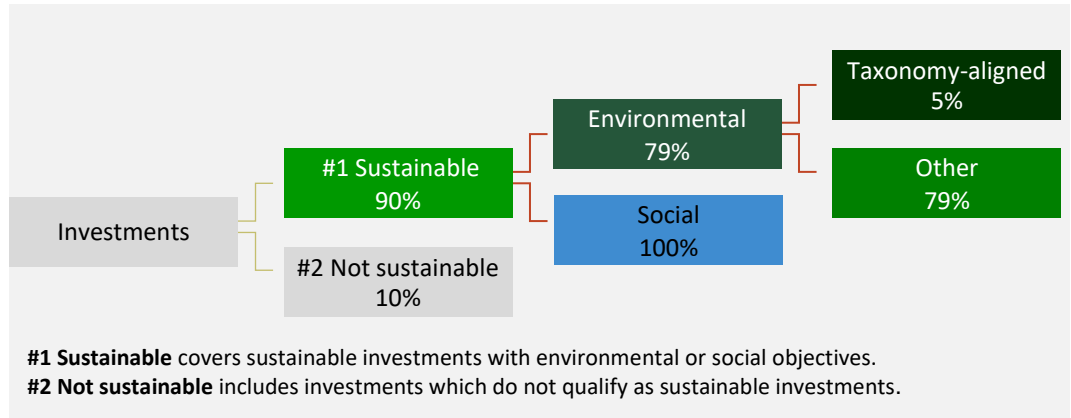 Taxonomy-aligned
5%
Environmental
79%
#1 Sustainable
90%
Other
79%
Social
100%
Investments
#2 Not sustainable
10%
#1 Sustainable covers sustainable investments with environmental or social objectives.
#2 Not sustainable includes investments which do not qualify as sustainable investments.